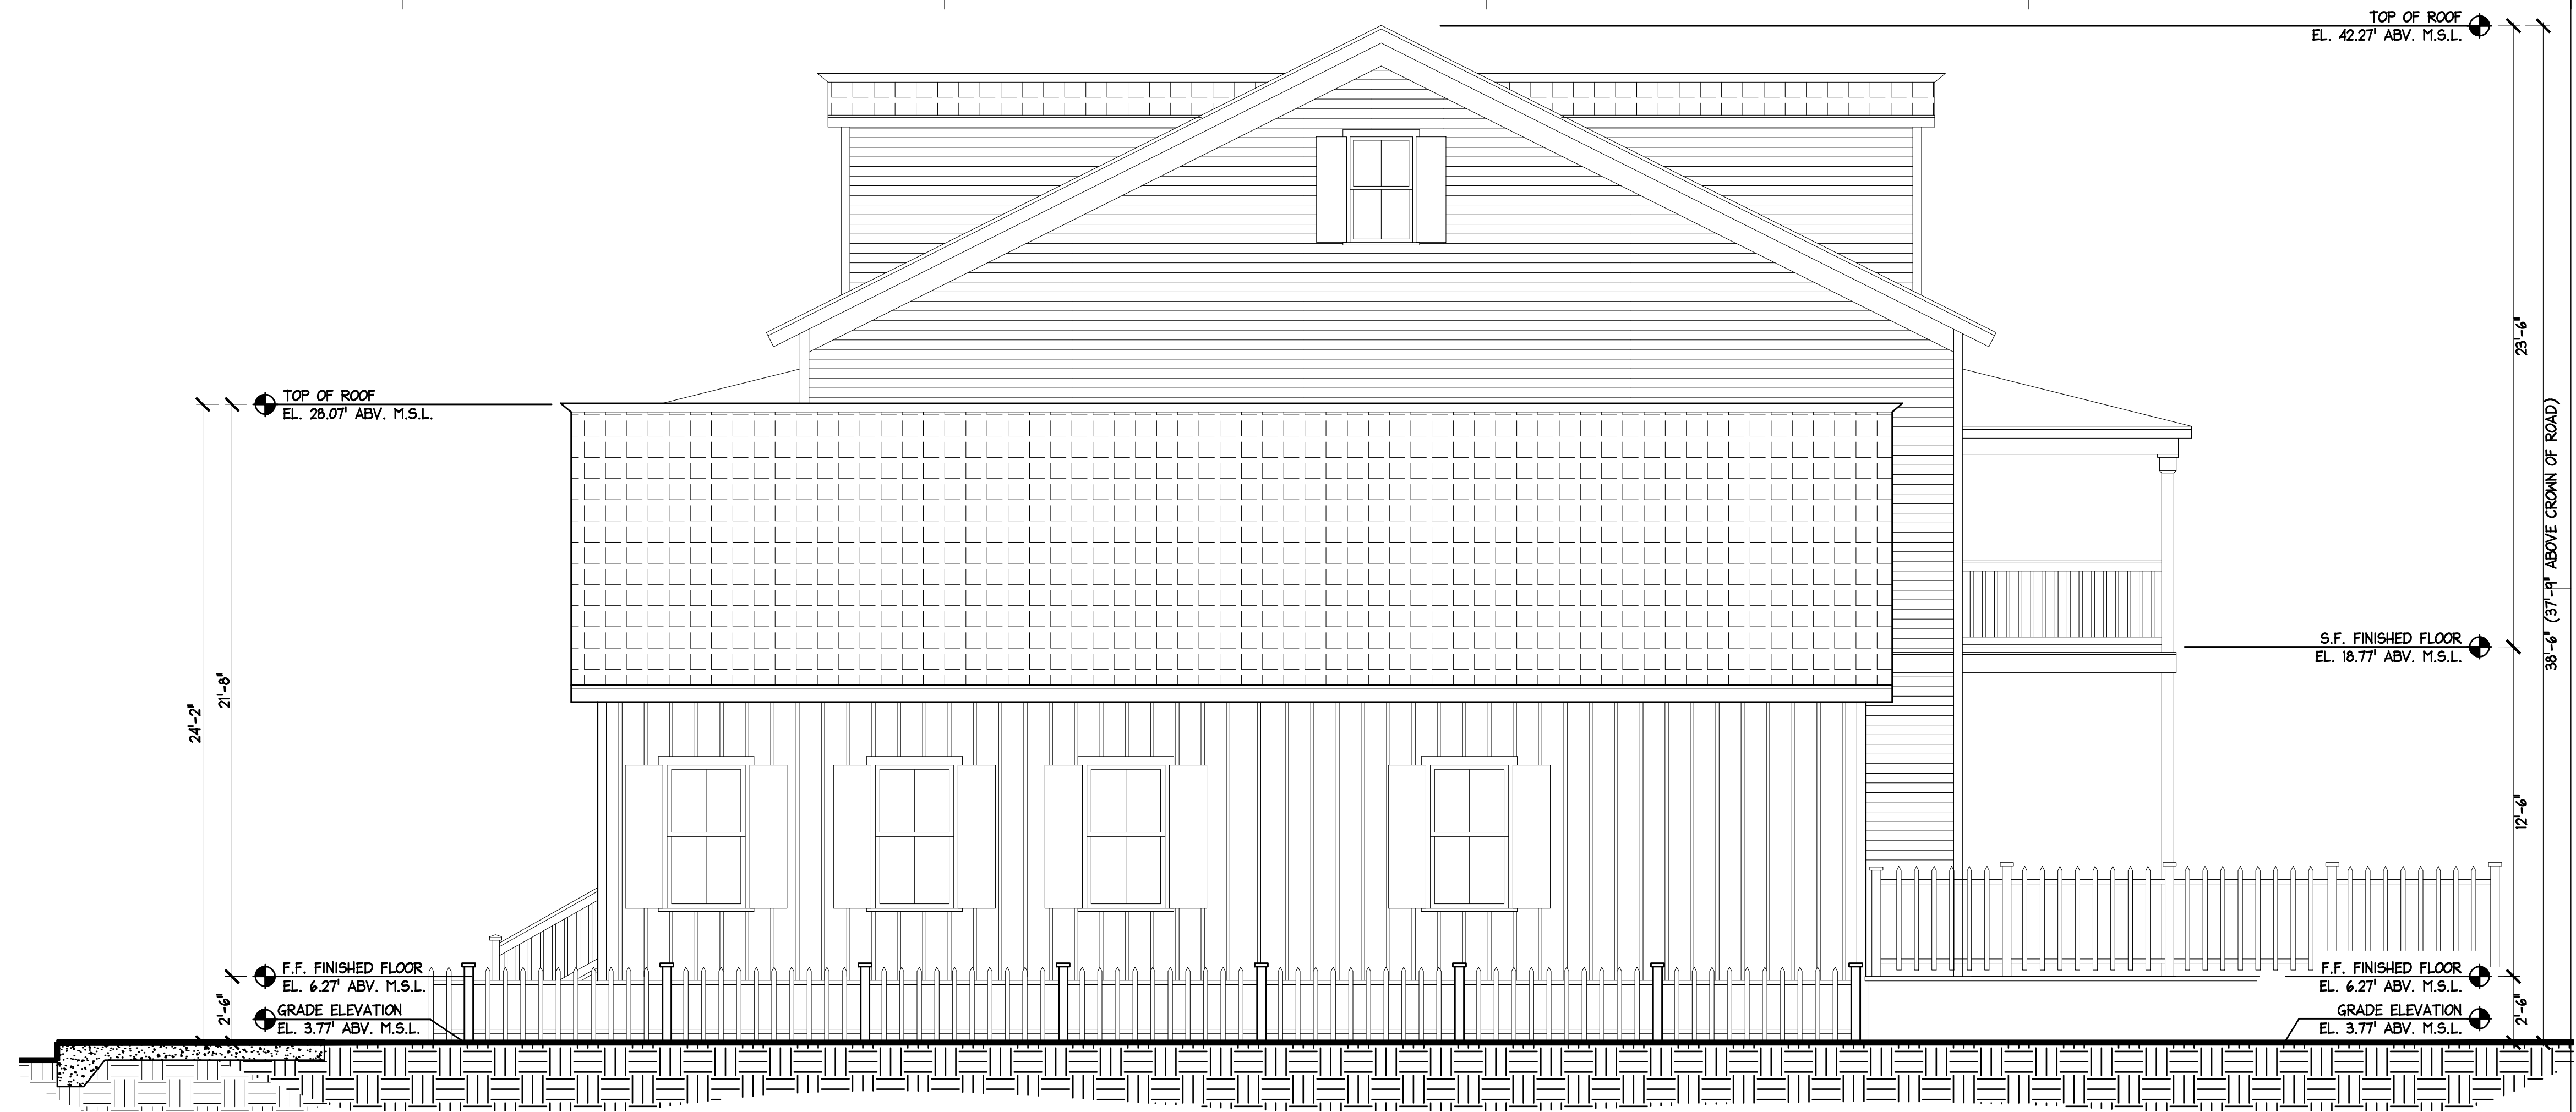 TOP OF ROOF
EL. 42.27' ABV. M.S.L.
23'-6"
38'-6" (37'-9" ABOVE CROWN OF ROAD)
TOP OF ROOF
EL. 28.07' ABV. M.S.L.
S.F. FINISHED FLOOR
EL. 18.77' ABV. M.S.L.
21'-8"
24'-2"
12'-6"
F.F. FINISHED FLOOR
EL. 6.27' ABV. M.S.L.
GRADE ELEVATION
EL. 3.77' ABV. M.S.L.
2'-6"
F.F. FINISHED FLOOR
EL. 6.27' ABV. M.S.L.
GRADE ELEVATION
EL. 3.77' ABV. M.S.L.
2'-6"